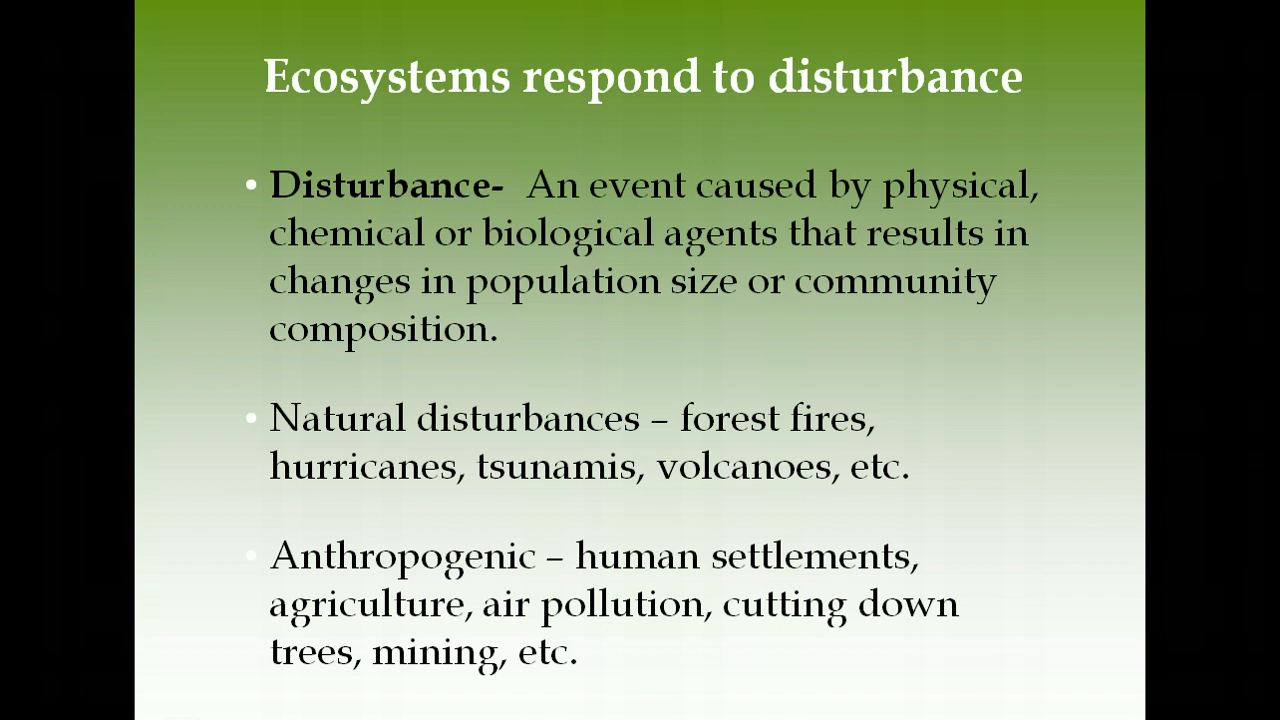 Ecosystems respond to disturbance
• Disturbance- An event caused by physical,
chemical or biological agents that results in
changes in population size or community
composition.
• Natural disturbances – forest fires,
hurricanes, tsunamis, volcanoes, etc.
• Anthropogenic – human settlements,
agriculture, air pollution, cutting down
trees, mining, etc.